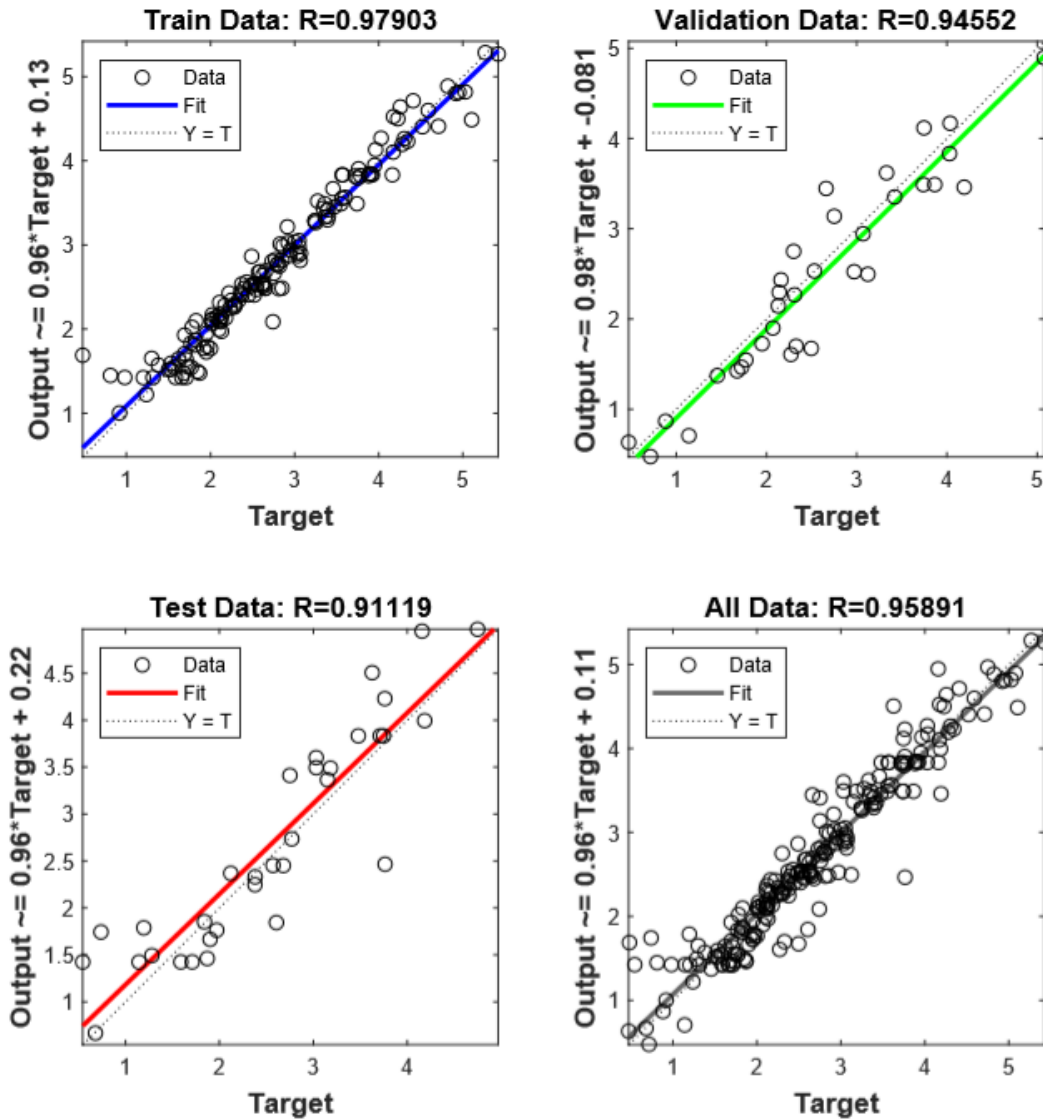 Train Data: R=0.97903
Output ~= 0.96*Target + 0.13
5
4
3
2
1
Data
Fit
Y = T
1 2 3 4 5
Target
Validation Data: R=0.94552
Output ~= 0.98*Target + -0.081
5
4
3
2
1
Data
Fit
Y = T
1 2 3 4 5
Target
Test Data: R=0.91119
Output ~= 0.96*Target + 0.22
4.5
4
3.5
3
2.5
2
1.5
1
Data
Fit
Y = T
1 2 3 4
Target
All Data: R=0.95891
Output ~= 0.96*Target + 0.11
5
4
3
2
1
Data
Fit
Y = T
1 2 3 4 5
Target